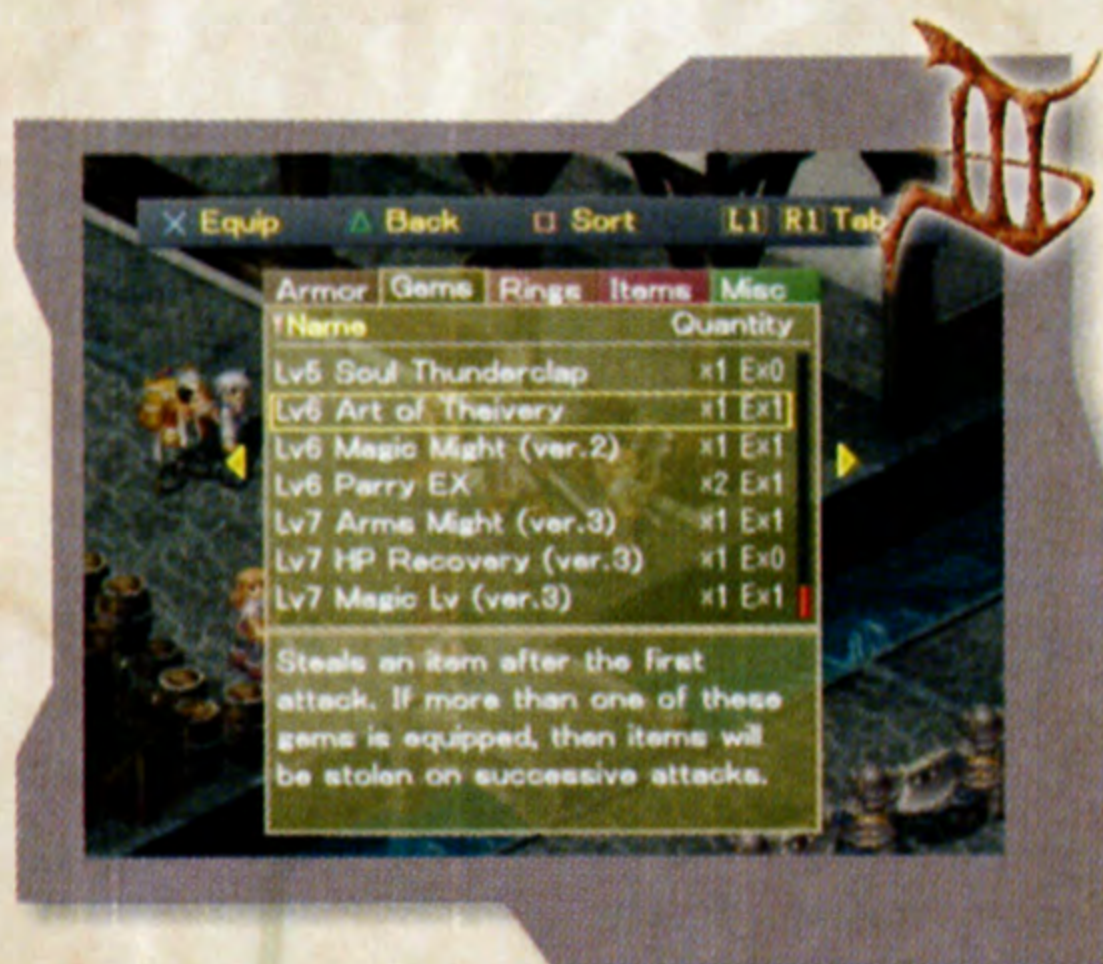 X Equip △ Back □ Sort L1 R1 Tab
Armor Gems Rings Items Misc
↑Name Quantity
Lv5 Soul Thunderclap x1 Ex0
Lv6 Art of Theivery x1 Ex1
Lv6 Magic Might (ver.2) x1 Ex1
Lv6 Parry EX x2 Ex1
Lv7 Arms Might (ver.3) x1 Ex1
Lv7 HP Recovery (ver.3) x1 Ex0
Lv7 Magic Lv (ver.3) x1 Ex1
Steals an item after the first
attack. If more than one of these
gems is equipped, then items will
be stolen on successive attacks.